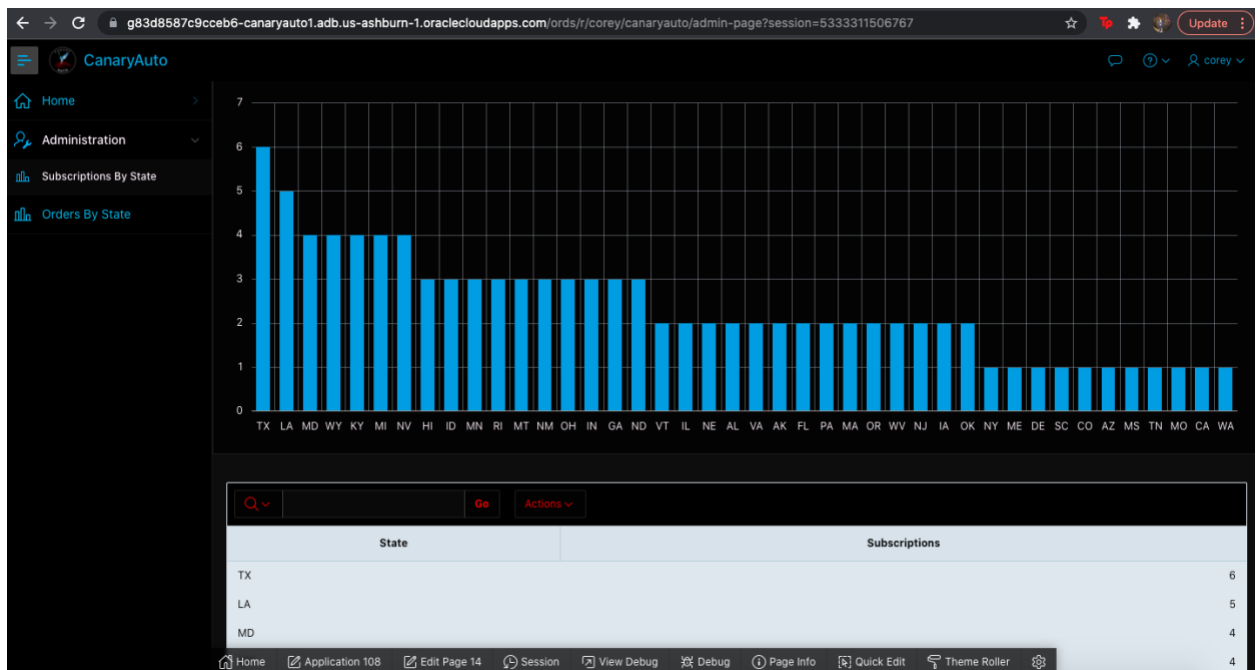 g83d8587c9cceb6-canaryauto1.adb.us-ashburn-1.oraclecloudapps.com/ords/r/corey/canaryauto/admin-page?session=5333311506767
Tp
Update
CanaryAuto
corey
Home
Administration
Subscriptions By State
Orders By State
7
6
5
4
3
2
1
0
TX LA MD WY KY MI NV HI ID MN RI MT NM OH IN GA ND VT IL NE AL VA AK FL PA MA OR WV NJ IA OK NY ME DE SC CO AZ MS TN MO CA WA
Go Actions
State Subscriptions
TX 6
LA 5
MD 4
4
Home Application 108 Edit Page 14 Session View Debug Debug Page Info Quick Edit Theme Roller